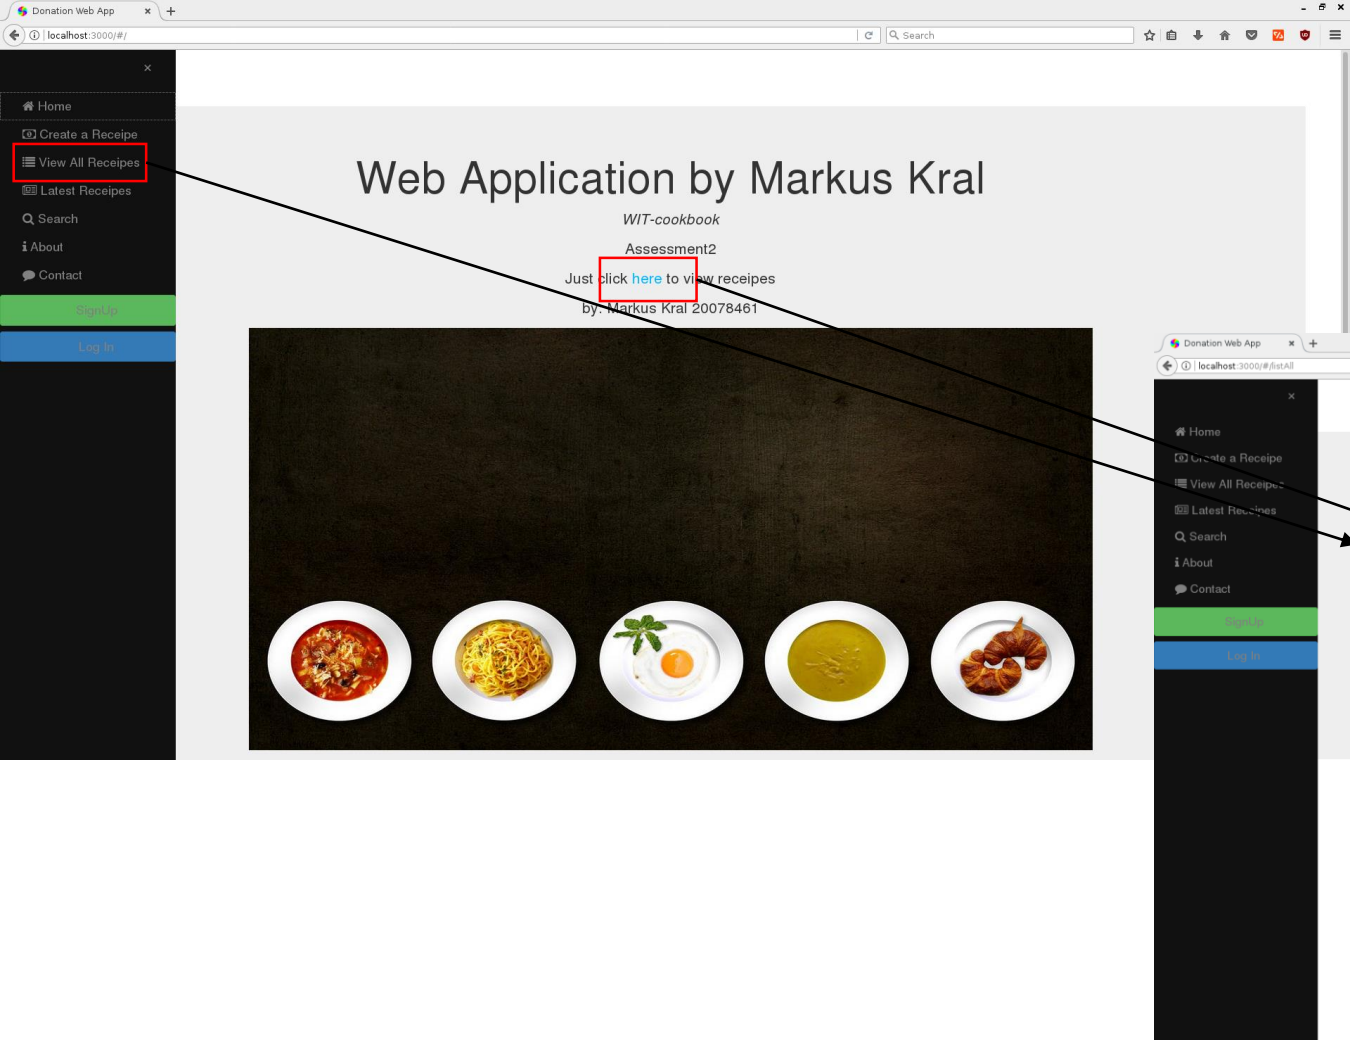 Donation Web App
localhost:3000/#/
Search
Home
Create a Receipe
View All Receipes
Latest Receipes
Search
About
Contact
SignUp
Log In
Web Application by Markus Kral
WIT-cookbook
Assessment2
Just click here to view receipes
by: Markus Kral 20078461
Donation Web App
localhost:3000/#/listAll
Home
Create a Receipe
View All Receipes
Latest Receipes
Search
About
Contact
SignUp
Log In